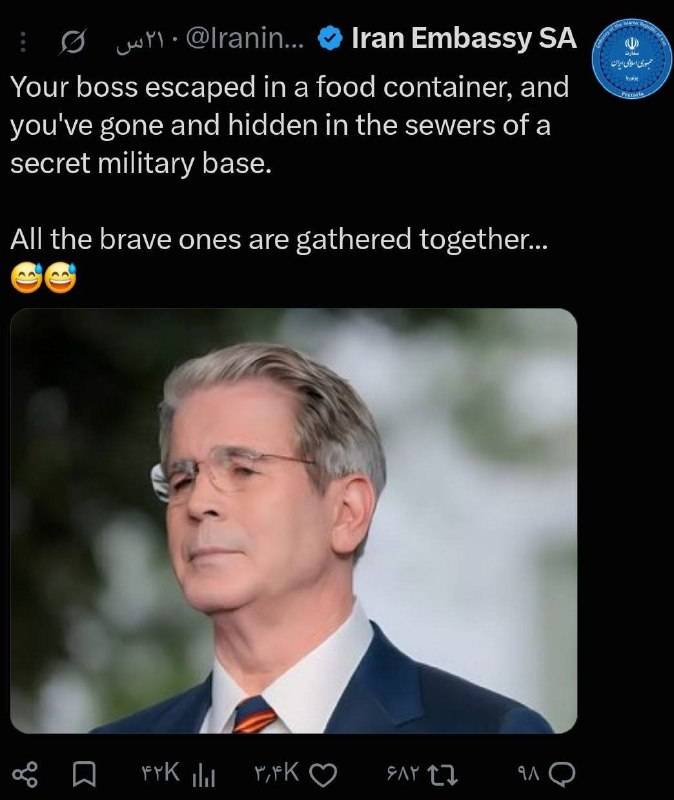 Iran Embassy SA @Iranin... · ۲۱س
Your boss escaped in a food container, and
you've gone and hidden in the sewers of a
secret military base.
All the brave ones are gathered together...
😅😅
۴۲K ۳,۴K ۶۸۲ ۹۸